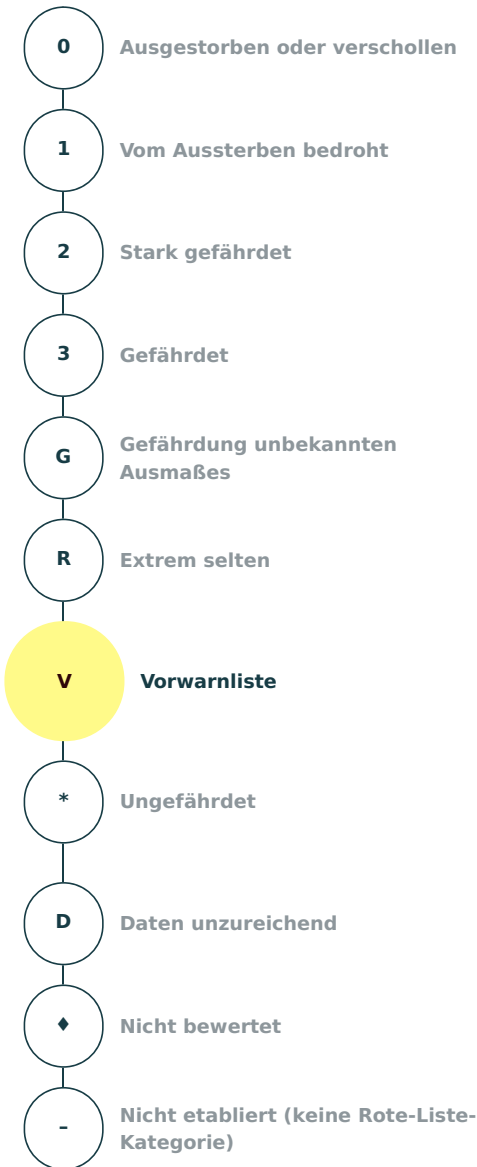 0 Ausgestorben oder verschollen
1 Vom Aussterben bedroht
2 Stark gefährdet
3 Gefährdet
G Gefährdung unbekannten
Ausmaßes
R Extrem selten
V Vorwarnliste
* Ungefährdet
D Daten unzureichend
♦ Nicht bewertet
– Nicht etabliert (keine Rote-Liste-
Kategorie)